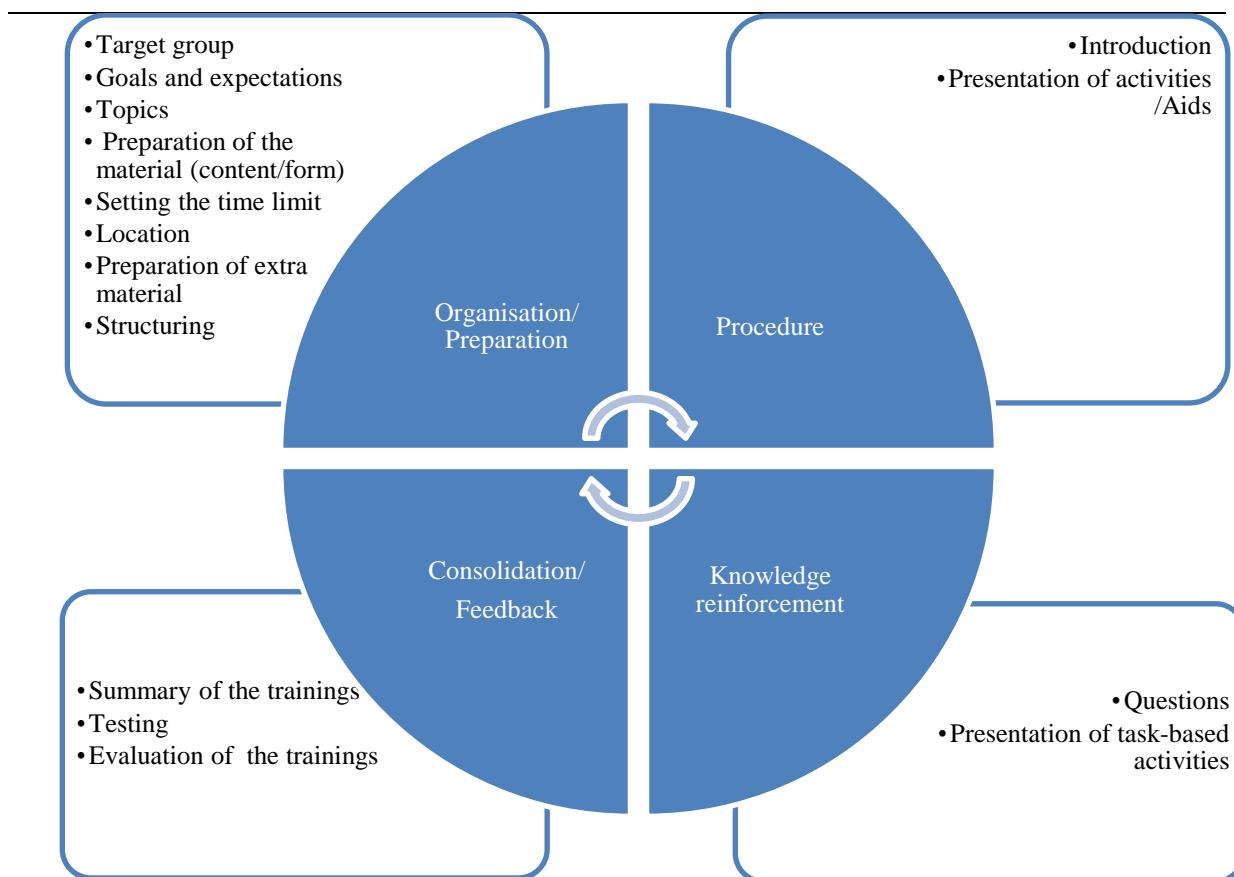 •Target group
•Goals and expectations
•Topics
• Preparation of the
material (content/form)
•Setting the time limit
•Location
•Preparation of extra
material
•Structuring
•Introduction
•Presentation of activities
/Aids
Organisation/
Preparation
Procedure
Consolidation/
Feedback
Knowledge
reinforcement
•Summary of the trainings
•Testing
•Evaluation of  the trainings
•Questions
•Presentation of task-based
activities